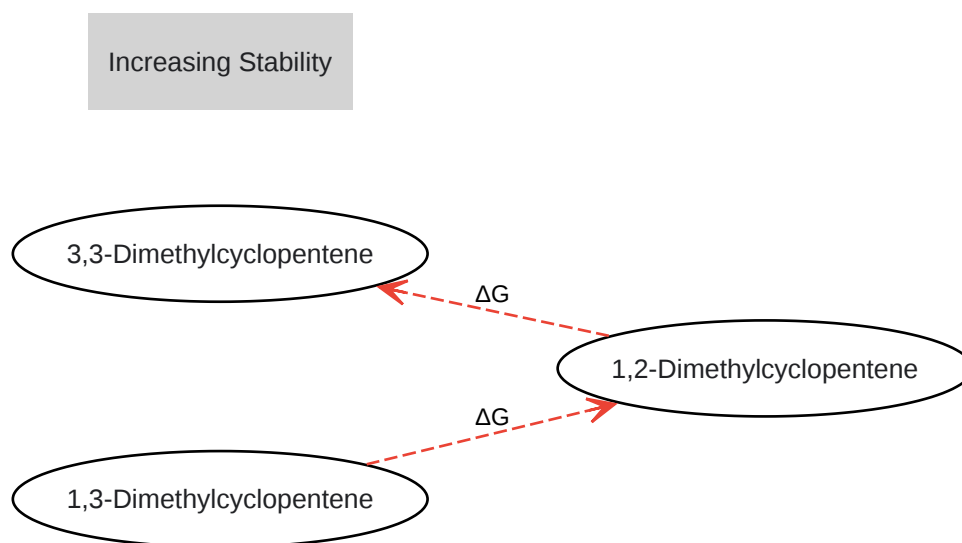 Increasing Stability
3,3-Dimethylcyclopentene
ΔG
1,2-Dimethylcyclopentene
ΔG
1,3-Dimethylcyclopentene